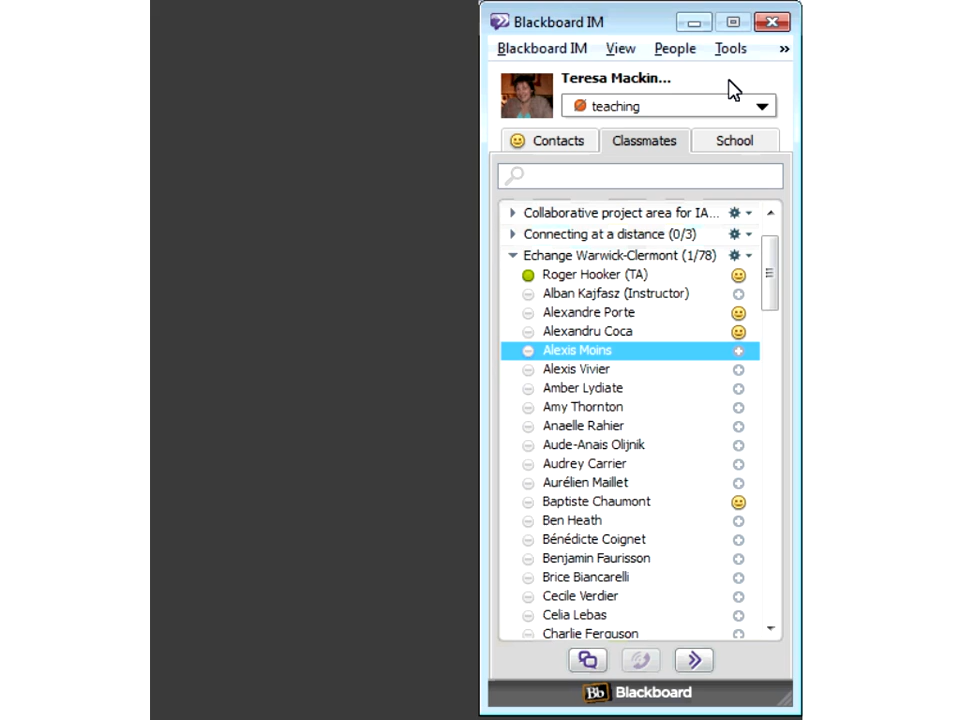 Blackboard IM
Blackboard IM View People Tools »
Teresa Mackin...
teaching
Contacts Classmates School
Collaborative project area for IA...
Connecting at a distance (0/3)
Echange Warwick-Clermont (1/78)
Roger Hooker (TA)
Alban Kajfasz (Instructor)
Alexandre Porte
Alexandru Coca
Alexis Moins
Alexis Vivier
Amber Lydiate
Amy Thornton
Anaelle Rahier
Aude-Anais Olijnik
Audrey Carrier
Aurélien Maillet
Baptiste Chaumont
Ben Heath
Bénédicte Coignet
Benjamin Faurisson
Brice Biancarelli
Cecile Verdier
Celia Lebas
Charlie Ferguson
Bb Blackboard